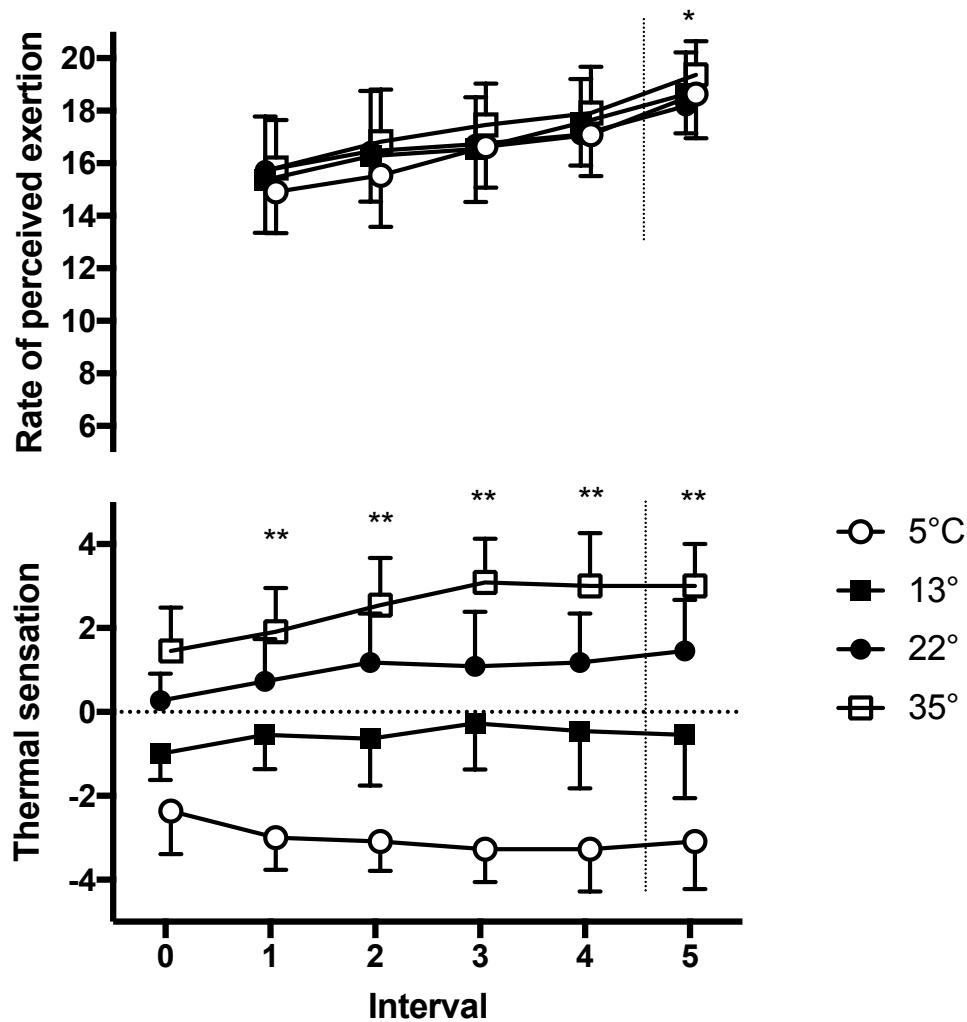 *
20
18
16
14
12
10
8
6
Rate of perceived exertion
** ** ** ** **
4
2
0
-2
-4
Thermal sensation
0 1 2 3 4 5
Interval
5°C
13°
22°
35°